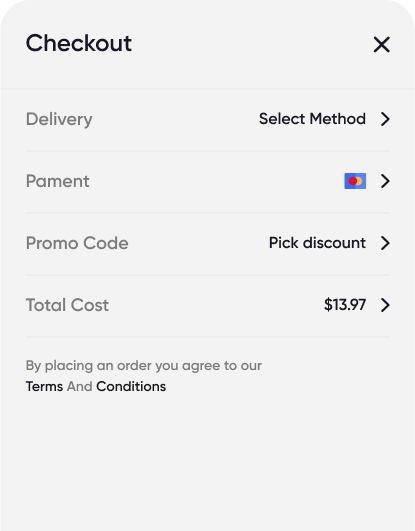 Checkout
Delivery Select Method
Pament
Promo Code Pick discount
Total Cost $13.97
By placing an order you agree to our
Terms And Conditions